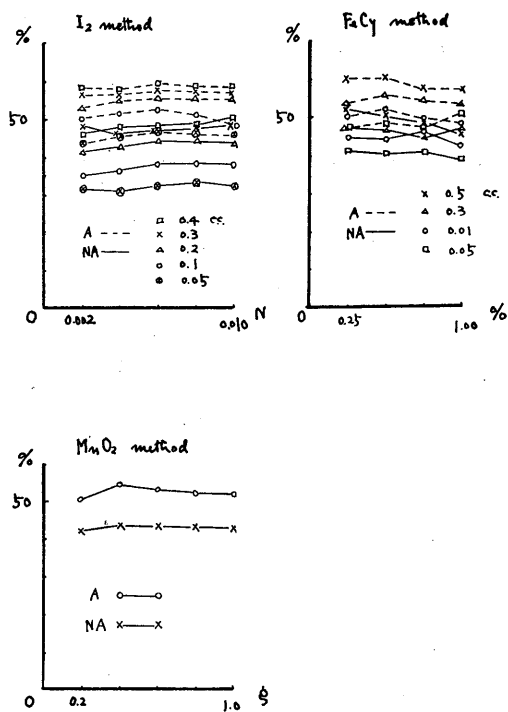 I₂ method
%
50
A
NA
0.4 cc.
0.3
0.2
0.1
0.05
0
0.002
0.010
N
FeCy method
%
50
A
NA
0.5 cc.
0.3
0.01
0.05
0
0.25
1.00
%
MnO₂ method
%
50
A
NA
0
0.2
1.0
g